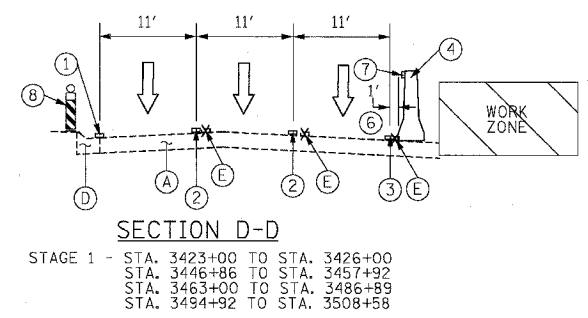 11' 11' 11'
1 7 4
8 1'
6 WORK
ZONE
D A 2 E 2 E 3 E
SECTION D-D
STAGE 1 - STA. 3423+00 TO STA. 3426+00
STA. 3446+86 TO STA. 3457+92
STA. 3463+00 TO STA. 3486+89
STA. 3494+92 TO STA. 3508+58